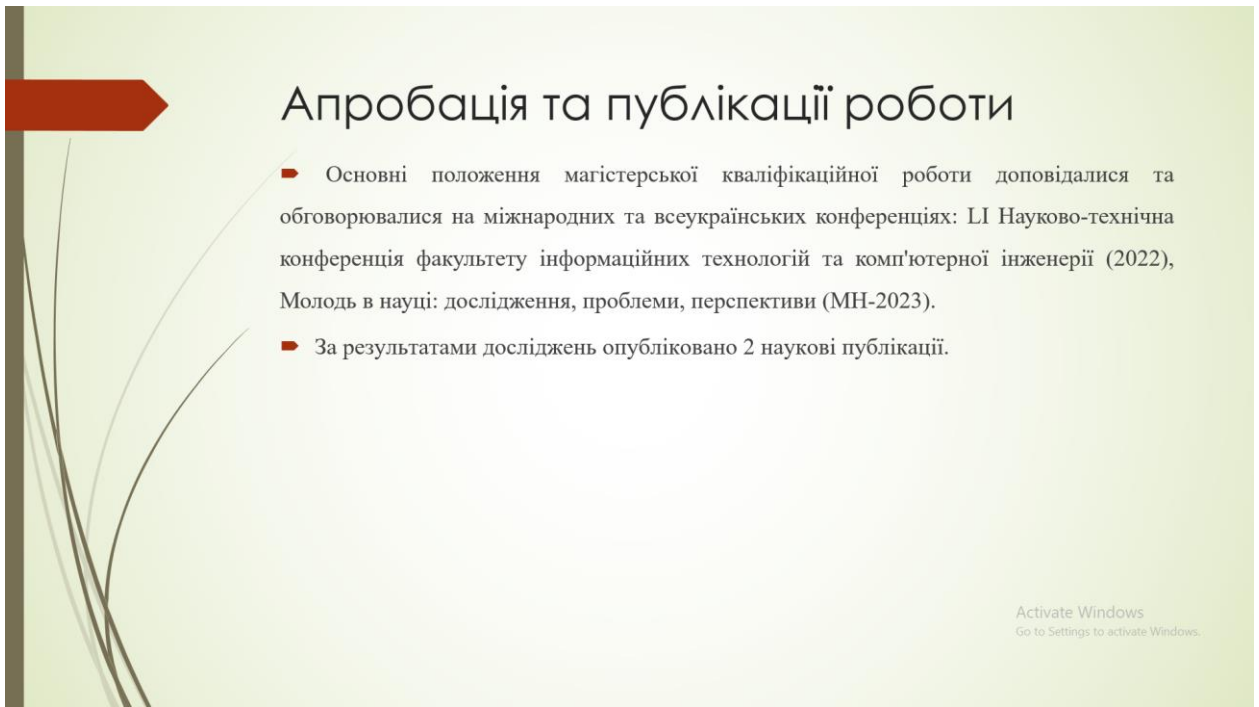 Апробація та публікації роботи
Основні положення магістерської кваліфікаційної роботи доповідалися та
обговорювалися на міжнародних та всеукраїнських конференціях: LI Науково-технічна
конференція факультету інформаційних технологій та комп'ютерної інженерії (2022),
Молодь в науці: дослідження, проблеми, перспективи (МН-2023).
За результатами досліджень опубліковано 2 наукові публікації.
Activate Windows
Go to Settings to activate Windows.